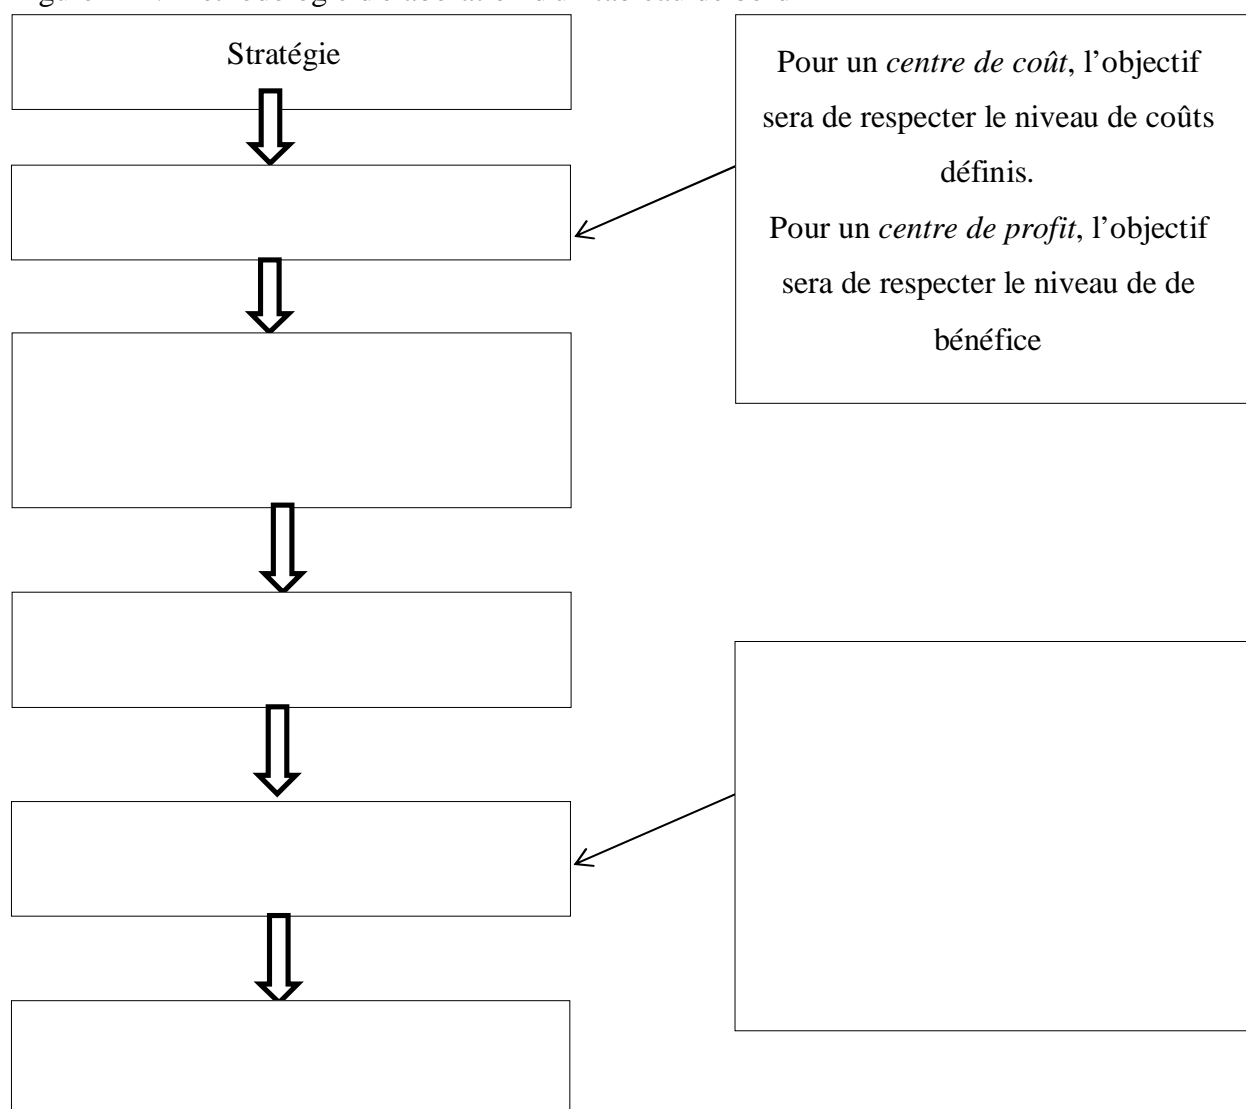 Stratégie
Pour un centre de coût, l’objectif
sera de respecter le niveau de coûts
définis.
Pour un centre de profit, l’objectif
sera de respecter le niveau de de
bénéfice